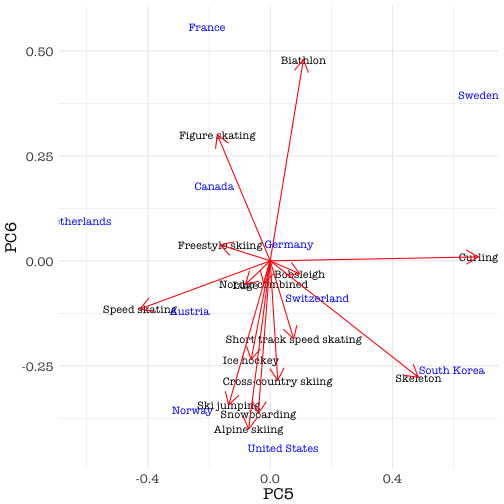 France
0.50
Biathlon
Sweden
Figure skating
0.25
Canada
etherlands
PC6
Freestyle skiing
Germany
0.00
Curling
Bobsleigh
Nordic combined
Luge
Switzerland
Speed skating
Austria
Short track speed skating
Ice hockey
-0.25
South Korea
Skeleton
Cross-country skiing
Ski jumping
Norway
Snowboarding
Alpine skiing
United States
-0.4
0.0
0.4
PC5